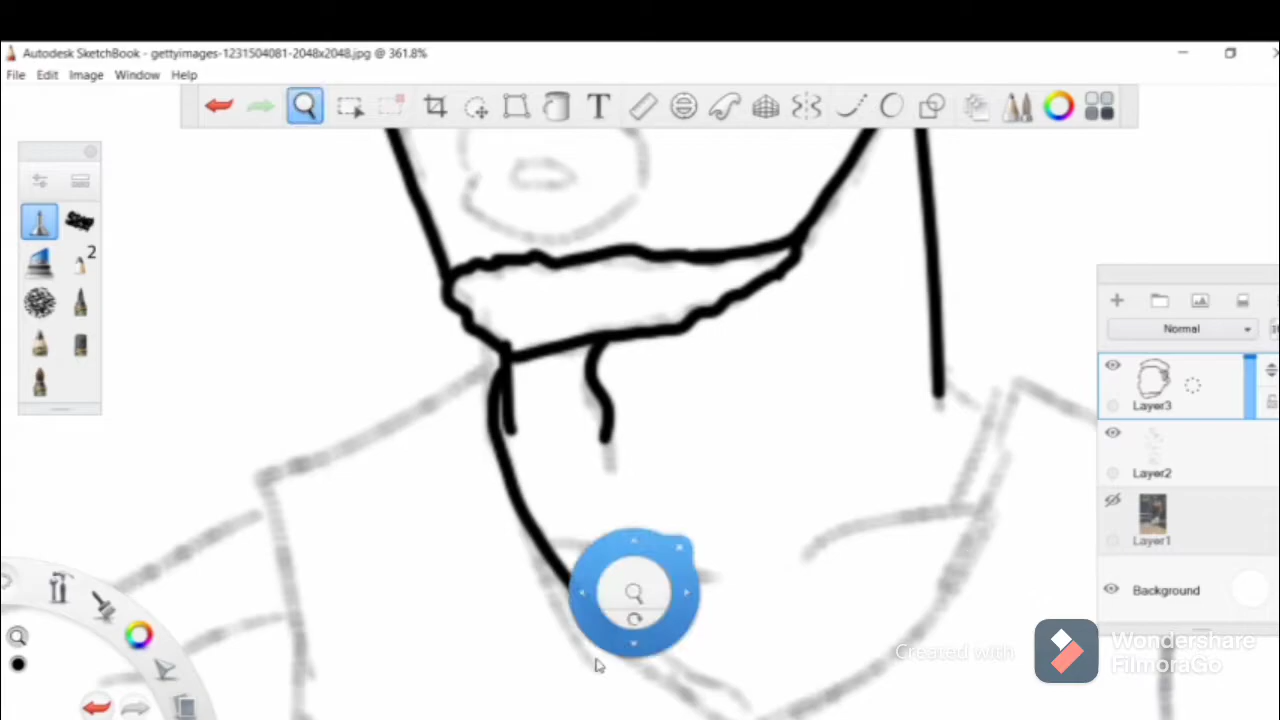 Autodesk SketchBook - gettyimages-1231504081-2048x2048.jpg @ 361.8%
File Edit Image Window Help
T
2
Normal
Layer3
Layer2
Layer1
Background
Created with
Wondershare
FilmoraGo